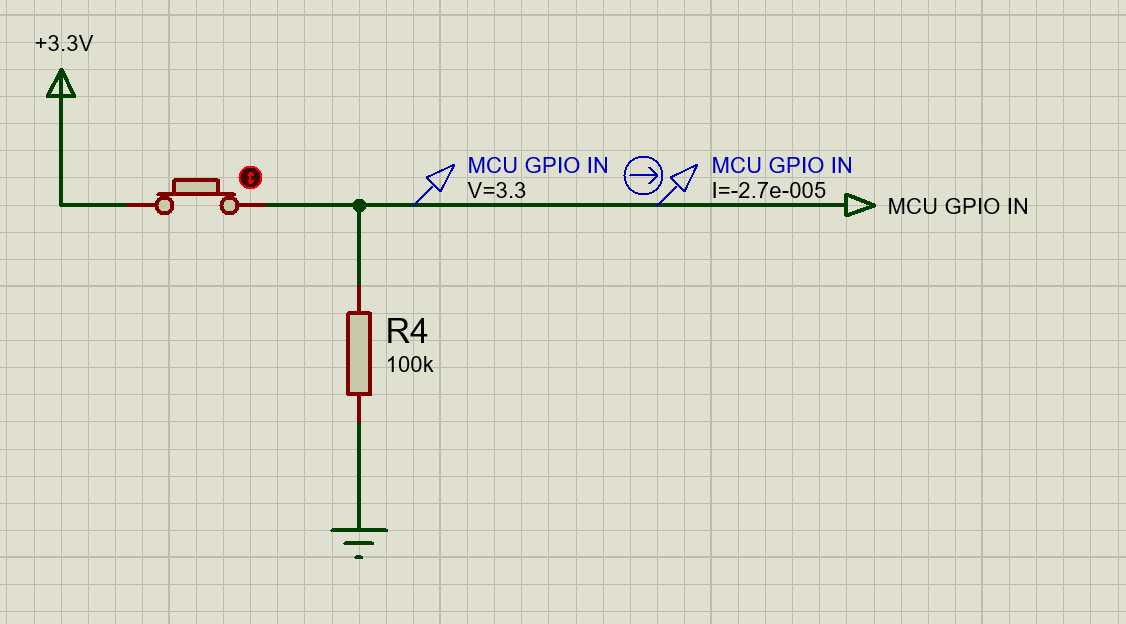 +3.3V
MCU GPIO IN
V=3.3
MCU GPIO IN
I=-2.7e-005
MCU GPIO IN
R4
100k